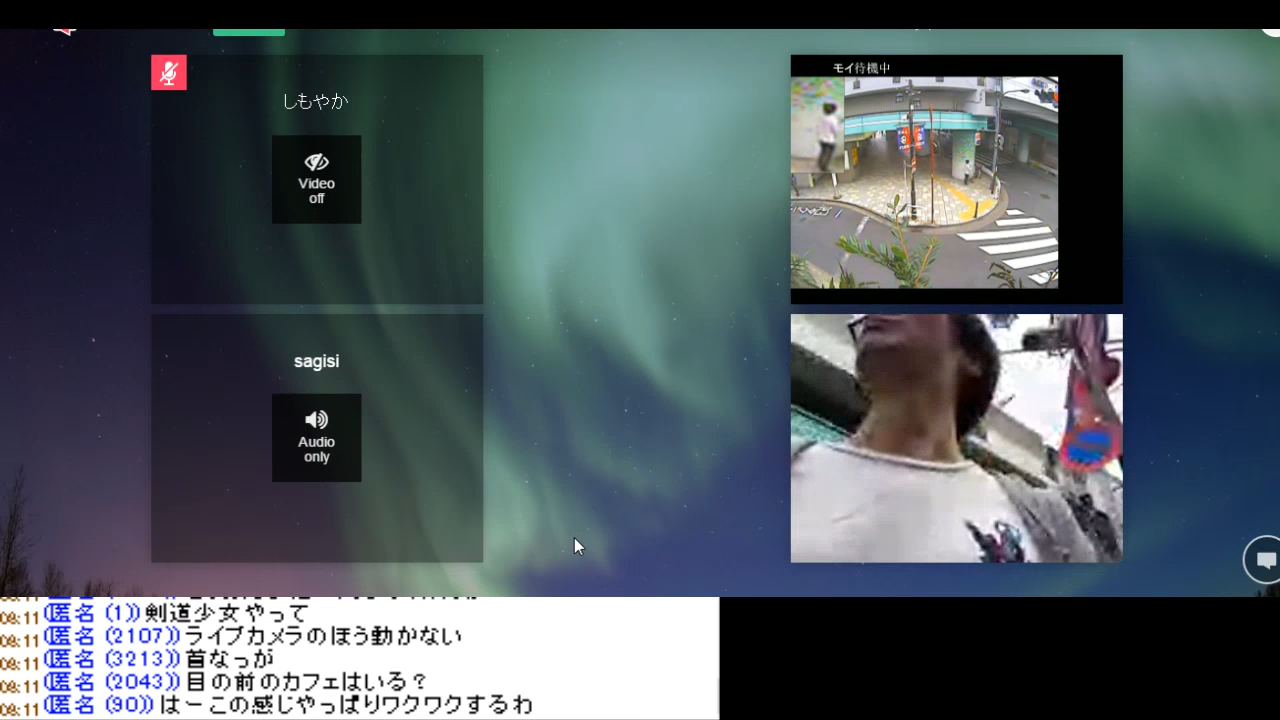 しもやか
Video
off
モイ待機中
sagisi
Audio
only
08:11 (匿名 (1)) 剣道少女やって
08:11 (匿名 (2107)) ライブカメラのほう動かない
08:11 (匿名 (3213)) 首なっが
08:11 (匿名 (2043)) 目の前のカフェはいる？
08:11 (匿名 (90)) はーこの感じやっぱりワクワクするわ